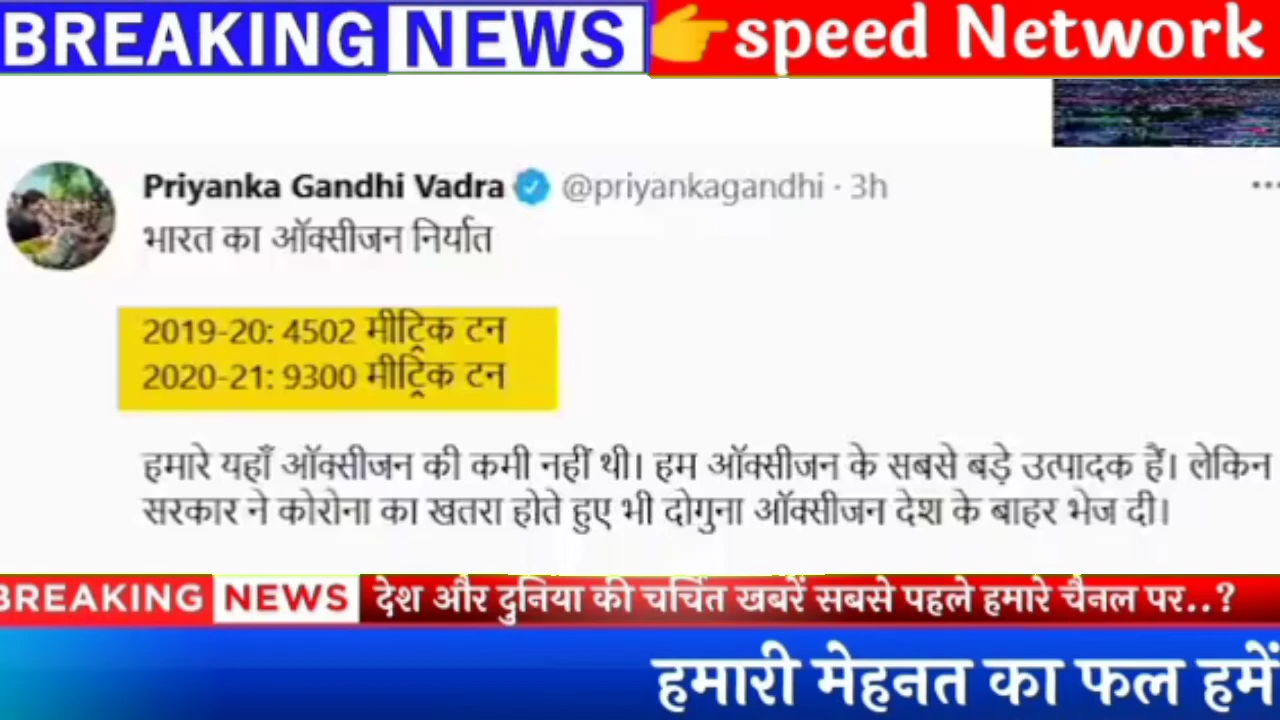 BREAKING NEWS 👉 speed Network
Priyanka Gandhi Vadra @priyankagandhi · 3h
भारत का ऑक्सीजन निर्यात
2019-20: 4502 मीट्रिक टन
2020-21: 9300 मीट्रिक टन
हमारे यहाँ ऑक्सीजन की कमी नहीं थी। हम ऑक्सीजन के सबसे बड़े उत्पादक हैं। लेकिन
सरकार ने कोरोना का खतरा होते हुए भी दोगुना ऑक्सीजन देश के बाहर भेज दी।
BREAKING NEWS देश और दुनिया की चर्चित खबरें सबसे पहले हमारे चैनल पर..?
हमारी मेहनत का फल हमें